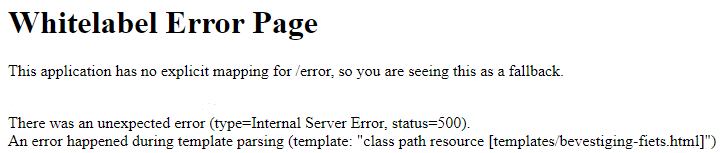 Whitelabel Error Page
This application has no explicit mapping for /error, so you are seeing this as a fallback.
There was an unexpected error (type=Internal Server Error, status=500).
An error happened during template parsing (template: "class path resource [templates/bevestiging-fiets.html]")